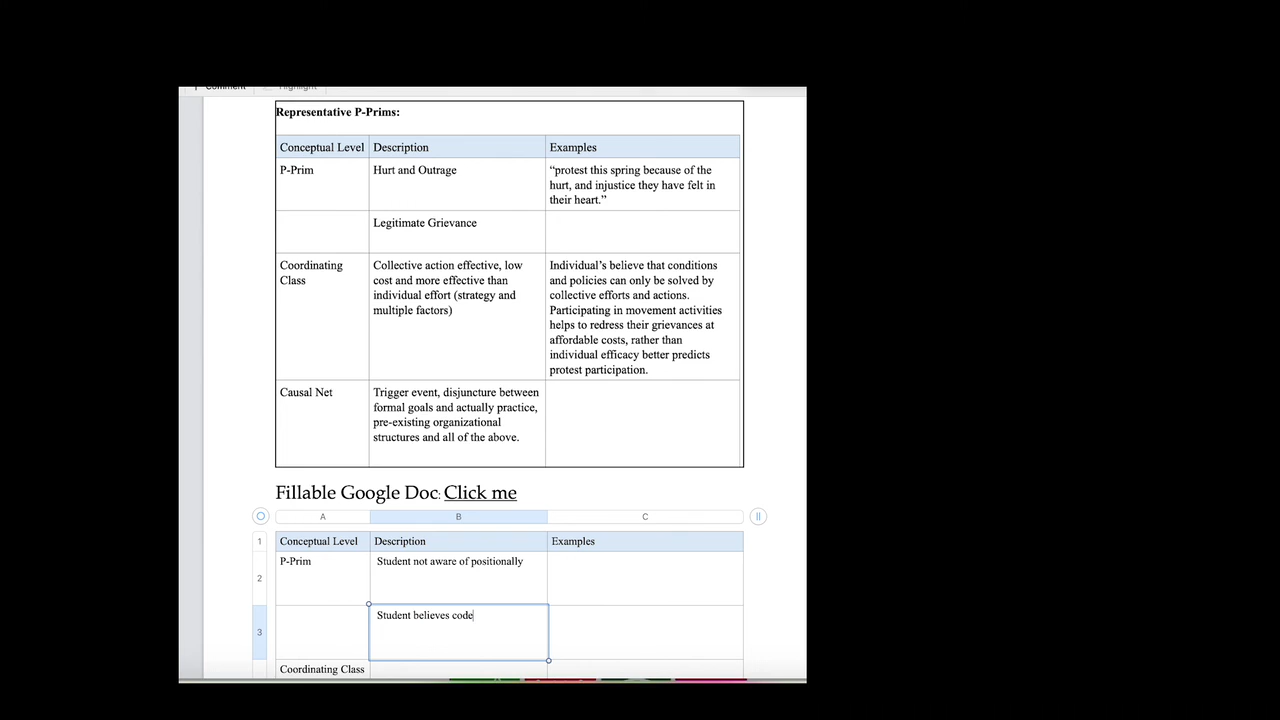 Comment Highlight
Representative P-Prims:
Conceptual Level Description Examples
P-Prim Hurt and Outrage “protest this spring because of the
hurt, and injustice they have felt in
their heart.”
Legitimate Grievance
Coordinating Collective action effective, low Individual’s believe that conditions
Class cost and more effective than and policies can only be solved by
individual effort (strategy and collective efforts and actions.
multiple factors) Participating in movement activities
helps to redress their grievances at
affordable costs, rather than
individual efficacy better predicts
protest participation.
Causal Net Trigger event, disjuncture between
formal goals and actually practice,
pre-existing organizational
structures and all of the above.
Fillable Google Doc: Click me
A B C
1 Conceptual Level Description Examples
P-Prim Student not aware of positionally
2
Student believes code
3
Coordinating Class